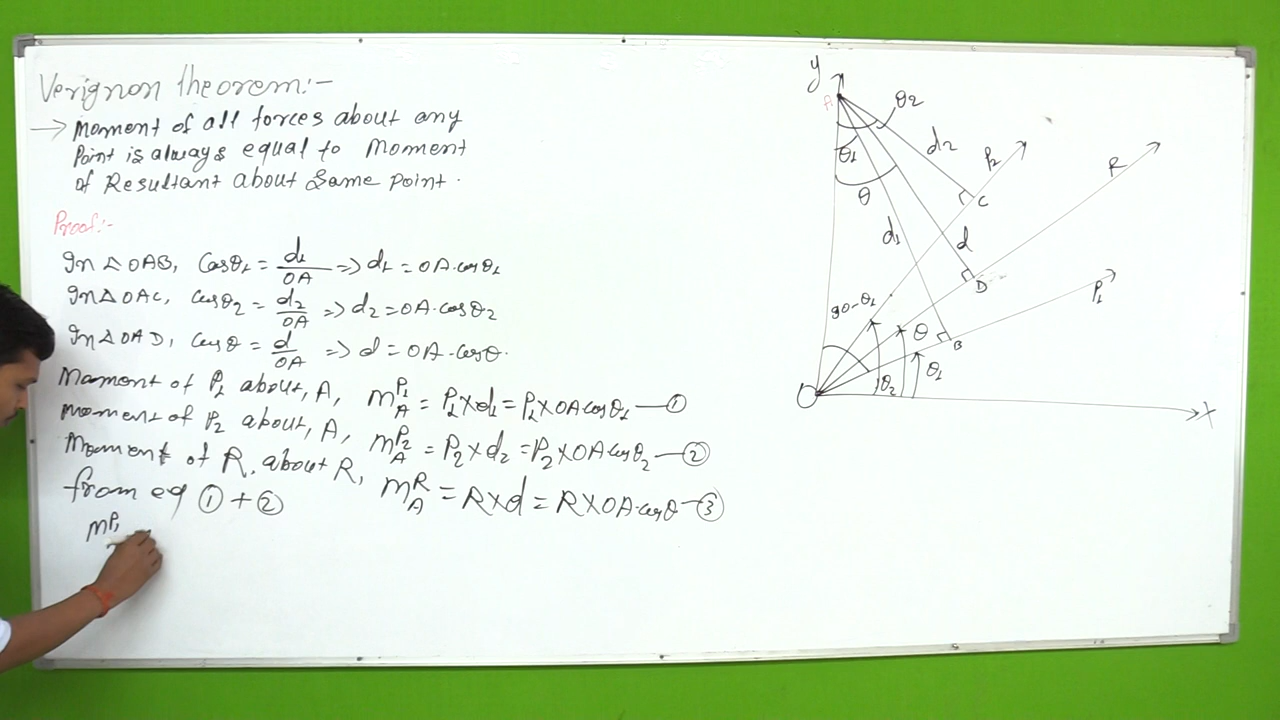 Verignon theorem:-
→ Moment of all forces about any
Point is always equal to Moment
of Resultant about Same Point.
Proof:-
In △OAB, Cosθ₁ = d₁/OA => d₁ = OA·cosθ₁
In △OAC, cosθ₂ = d₂/OA => d₂ = OA·cosθ₂
In △OAD, cosθ = d/OA => d = OA·cosθ.
Moment of P₁ about, A, M_A^P₁ = P₁×d₁ = P₁×OA cosθ₁ — ①
Moment of P₂ about, A, M_A^P₂ = P₂×d₂ = P₂×OA cosθ₂ — ②
Moment of R, about R, M_A^R = R×d = R×OA·cosθ — ③
from eq ① + ②
M^P₁
y
A
θ₂
θ₁
d₂
P₂
R
θ
C
d₁
d
D
P₁
90-θ₁
θ
B
θ₂
θ₁
O
X